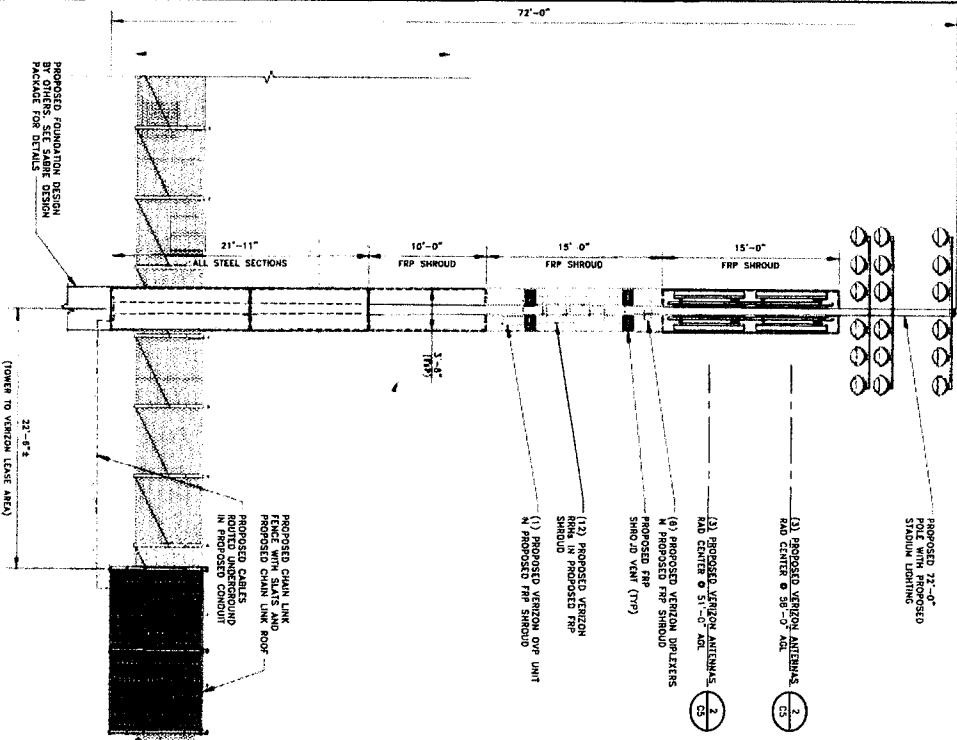 72'-0"
PROPOSED FOUNDATION DESIGN
BY OTHERS. SEE SABRE DESIGN
PACKAGE FOR DETAILS
21'-11"
ALL STEEL SECTIONS
10'-0"
FRP SHROUD
15' 0"
FRP SHROUD
15'-0"
FRP SHROUD
3'-6"
(TYP)
22'-6"±
(TOWER TO VERIZON LEASE AREA)
PROPOSED 72'-0"
POLE WITH PROPOSED
STADIUM LIGHTING
(3) PROPOSED VERIZON ANTENNAS
RAD CENTER @ 58'-0" AGL
2
C5
(3) PROPOSED VERIZON ANTENNAS
RAD CENTER @ 51'-0" AGL
2
C5
(6) PROPOSED VERIZON DIPLEXERS
IN PROPOSED FRP SHROUD
PROPOSED FRP
SHROUD VENT (TYP)
(12) PROPOSED VERIZON
RRHs IN PROPOSED FRP
SHROUD
(1) PROPOSED VERIZON OVP UNIT
IN PROPOSED FRP SHROUD
PROPOSED CHAIN LINK
FENCE WITH SLATS AND
PROPOSED CHAIN LINK ROOF
PROPOSED CABLES
ROUTED UNDERGROUND
IN PROPOSED CONDUIT